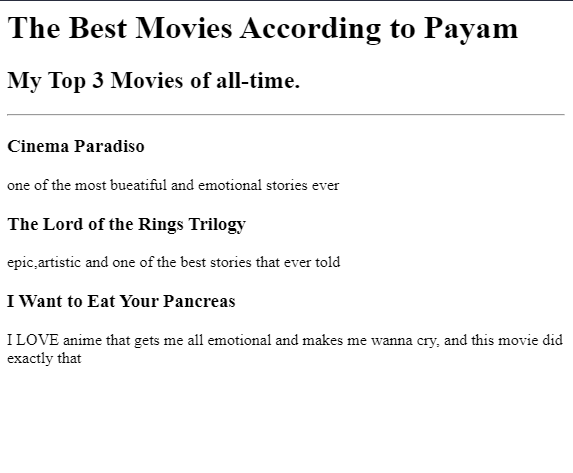 The Best Movies According to Payam
My Top 3 Movies of all-time.
Cinema Paradiso
one of the most bueatiful and emotional stories ever
The Lord of the Rings Trilogy
epic,artistic and one of the best stories that ever told
I Want to Eat Your Pancreas
I LOVE anime that gets me all emotional and makes me wanna cry, and this movie did
exactly that